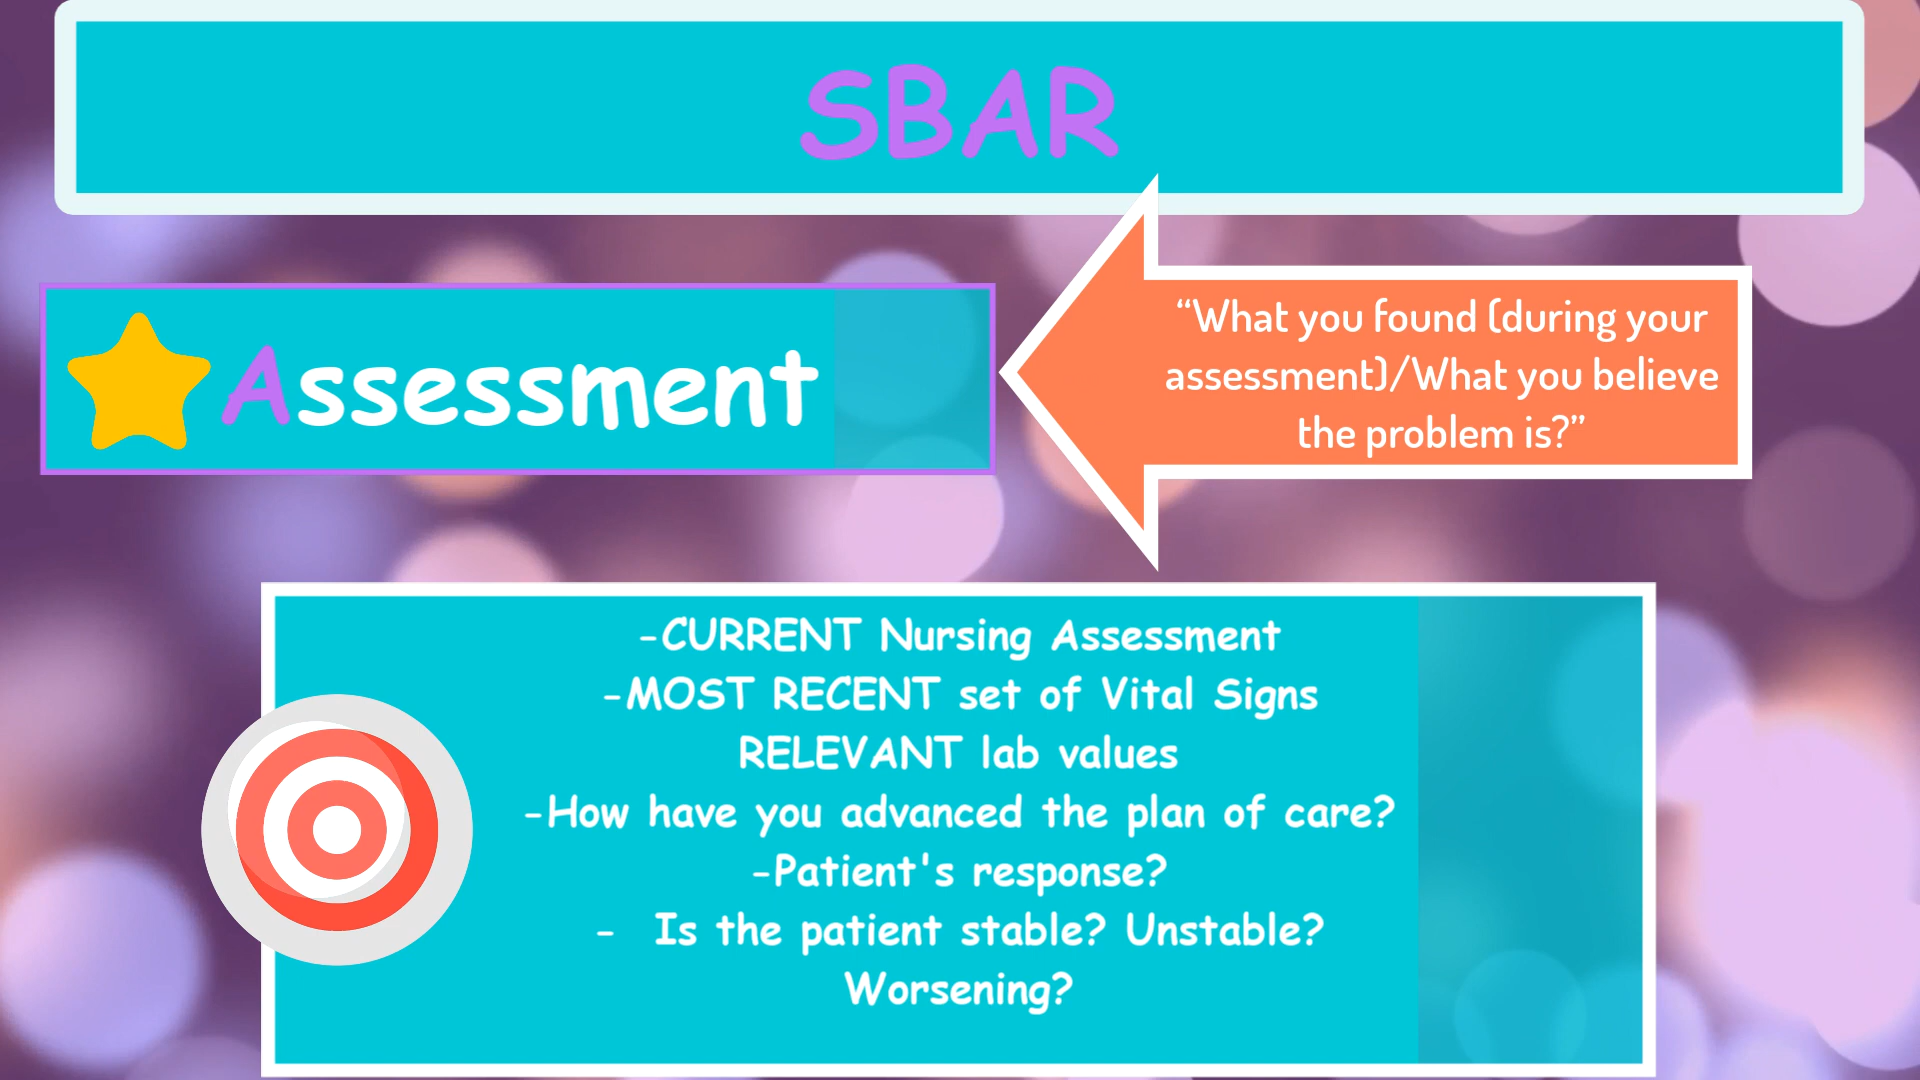 SBAR
Assessment
“What you found (during your
assessment)/What you believe
the problem is?”
-CURRENT Nursing Assessment
-MOST RECENT set of Vital Signs
RELEVANT lab values
-How have you advanced the plan of care?
-Patient's response?
- Is the patient stable? Unstable?
Worsening?